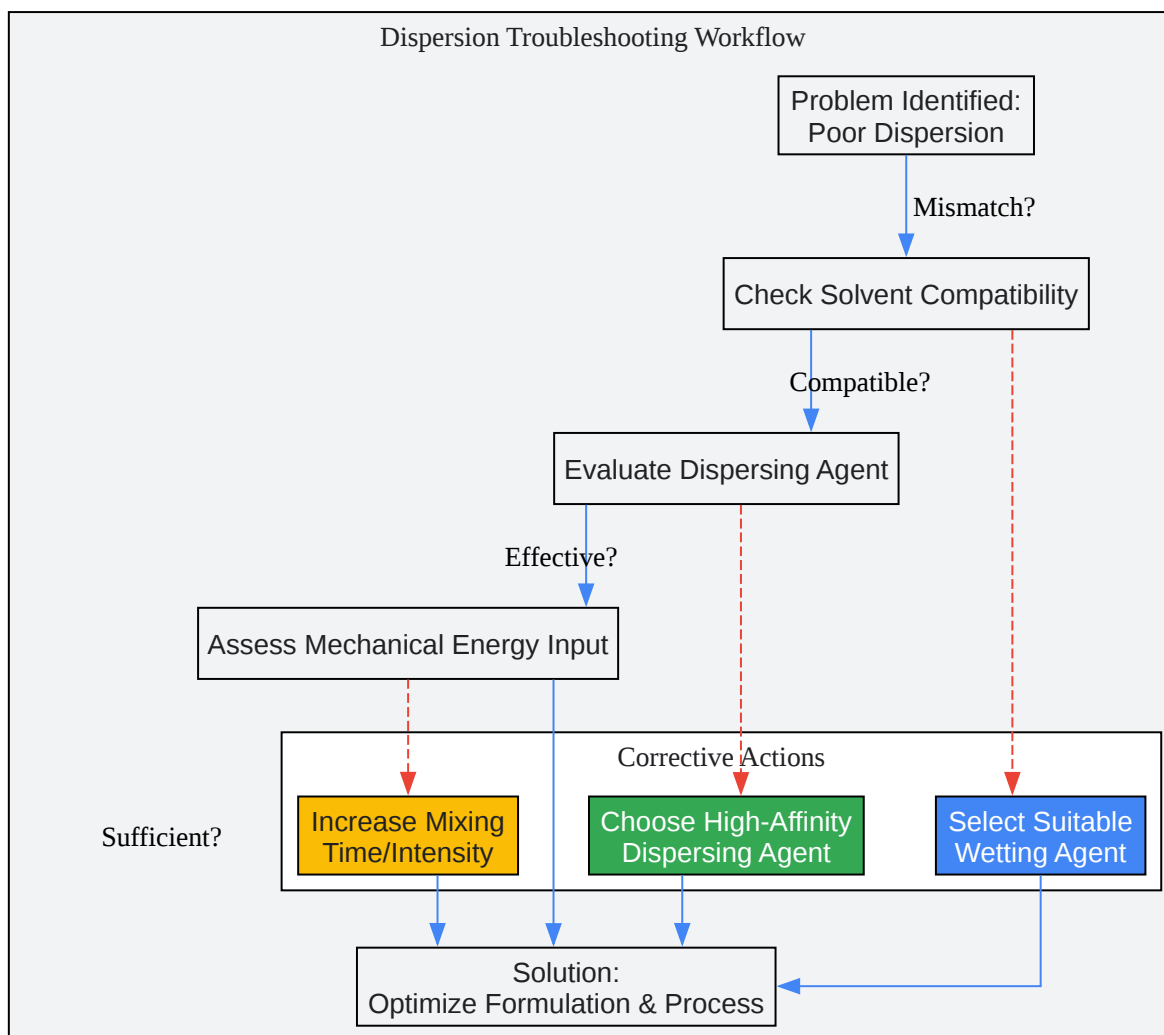 Dispersion Troubleshooting Workflow
Problem Identified:
Poor Dispersion
Mismatch?
Check Solvent Compatibility
Compatible?
Evaluate Dispersing Agent
Effective?
Assess Mechanical Energy Input
Corrective Actions
Sufficient?
Increase Mixing
Time/Intensity
Choose High-Affinity
Dispersing Agent
Select Suitable
Wetting Agent
Solution:
Optimize Formulation & Process